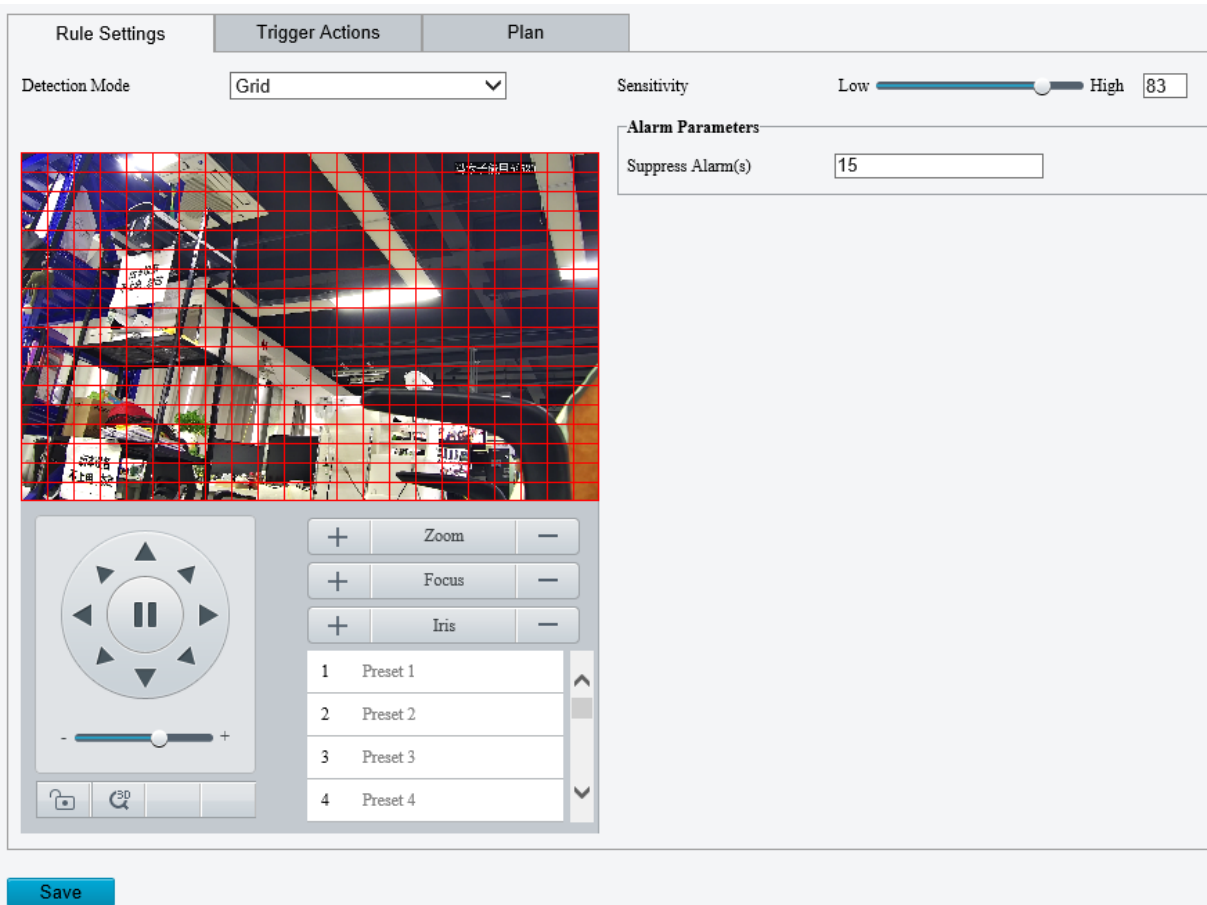 Rule Settings Trigger Actions Plan
Detection Mode Grid Sensitivity Low High 83
Alarm Parameters
Suppress Alarm(s) 15
+ Zoom —
+ Focus —
+ Iris —
1 Preset 1
2 Preset 2
- +
3 Preset 3
3D
4 Preset 4
Save